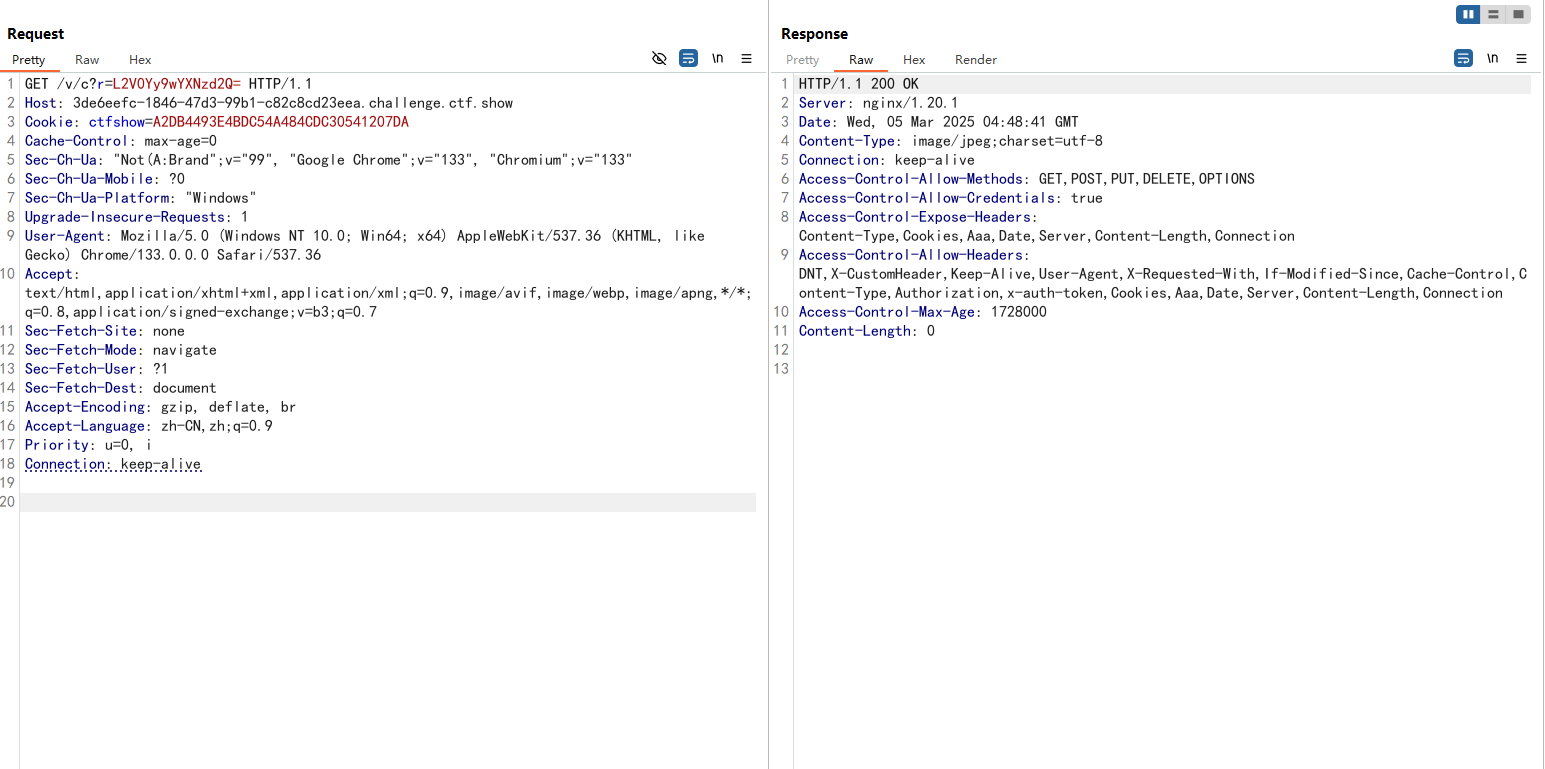 Request
Pretty Raw Hex \n
1 GET /v/c?r=L2V0Yy9wYXNzd2Q= HTTP/1.1
2 Host: 3de6eefc-1846-47d3-99b1-c82c8cd23eea.challenge.ctf.show
3 Cookie: ctfshow=A2DB4493E4BDC54A484CDC30541207DA
4 Cache-Control: max-age=0
5 Sec-Ch-Ua: "Not(A:Brand";v="99", "Google Chrome";v="133", "Chromium";v="133"
6 Sec-Ch-Ua-Mobile: ?0
7 Sec-Ch-Ua-Platform: "Windows"
8 Upgrade-Insecure-Requests: 1
9 User-Agent: Mozilla/5.0 (Windows NT 10.0; Win64; x64) AppleWebKit/537.36 (KHTML, like
Gecko) Chrome/133.0.0.0 Safari/537.36
10 Accept:
text/html,application/xhtml+xml,application/xml;q=0.9,image/avif,image/webp,image/apng,*/*;
q=0.8,application/signed-exchange;v=b3;q=0.7
11 Sec-Fetch-Site: none
12 Sec-Fetch-Mode: navigate
13 Sec-Fetch-User: ?1
14 Sec-Fetch-Dest: document
15 Accept-Encoding: gzip, deflate, br
16 Accept-Language: zh-CN,zh;q=0.9
17 Priority: u=0, i
18 Connection: keep-alive
19
20
Response
Pretty Raw Hex Render \n
1 HTTP/1.1 200 OK
2 Server: nginx/1.20.1
3 Date: Wed, 05 Mar 2025 04:48:41 GMT
4 Content-Type: image/jpeg;charset=utf-8
5 Connection: keep-alive
6 Access-Control-Allow-Methods: GET,POST,PUT,DELETE,OPTIONS
7 Access-Control-Allow-Credentials: true
8 Access-Control-Expose-Headers:
Content-Type,Cookies,Aaa,Date,Server,Content-Length,Connection
9 Access-Control-Allow-Headers:
DNT,X-CustomHeader,Keep-Alive,User-Agent,X-Requested-With,If-Modified-Since,Cache-Control,C
ontent-Type,Authorization,x-auth-token,Cookies,Aaa,Date,Server,Content-Length,Connection
10 Access-Control-Max-Age: 1728000
11 Content-Length: 0
12
13